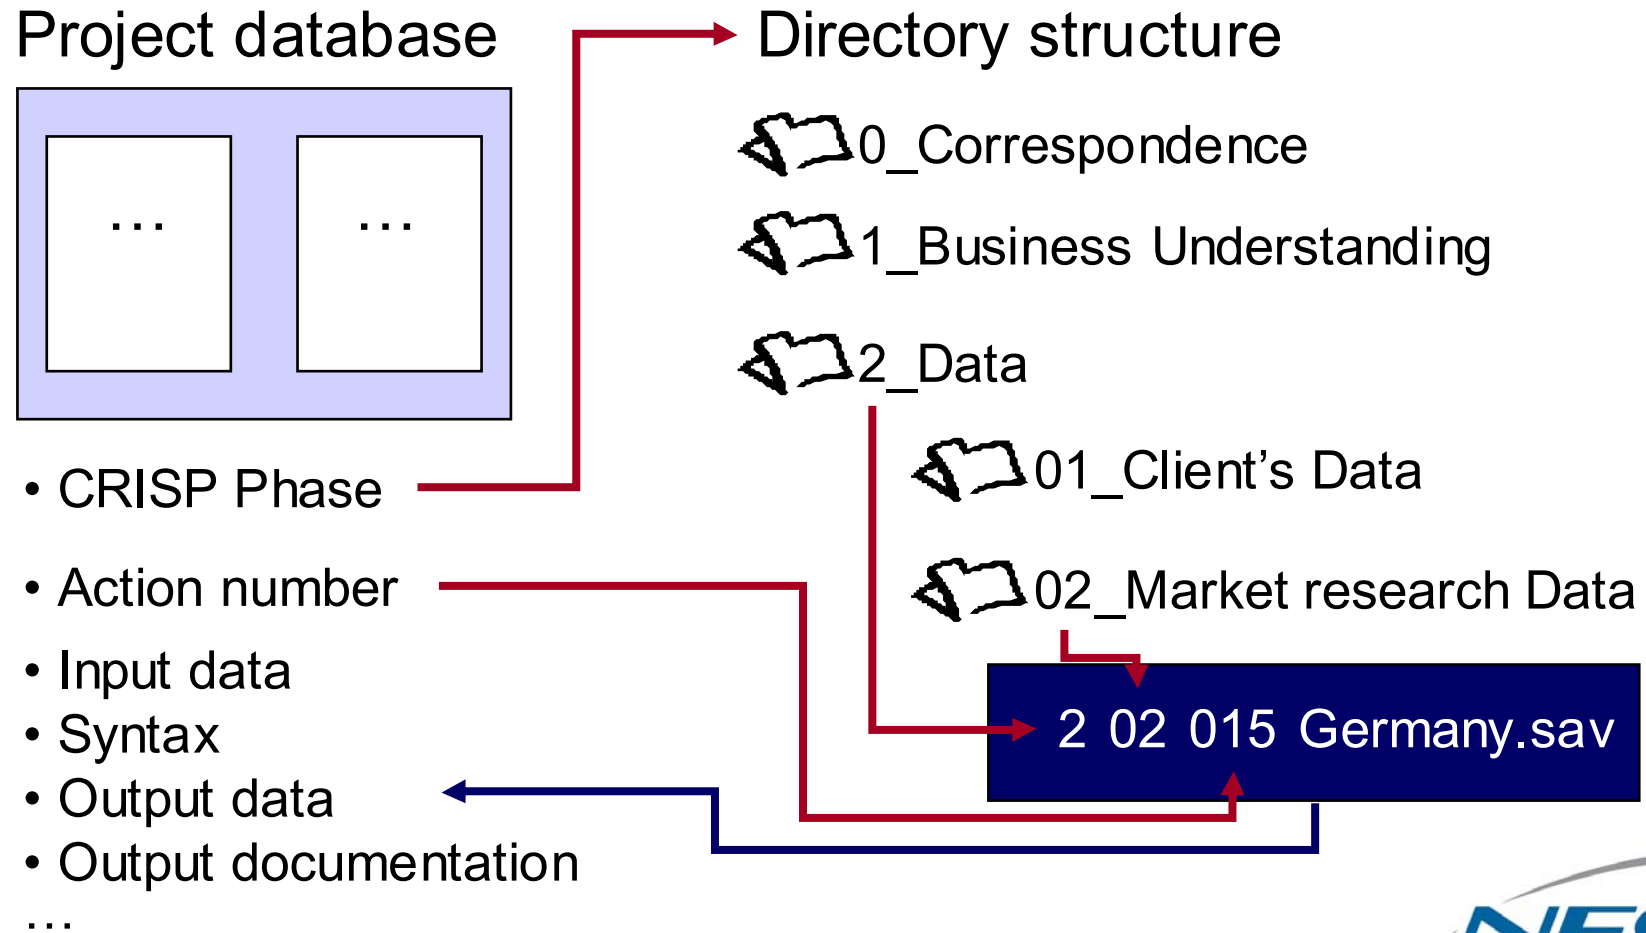 Project database
… …
• CRISP Phase
• Action number
• Input data
• Syntax
• Output data
• Output documentation
…
Directory structure
0_Correspondence
1_Business Understanding
2_Data
01_Client’s Data
02_Market research Data
2 02 015 Germany.sav